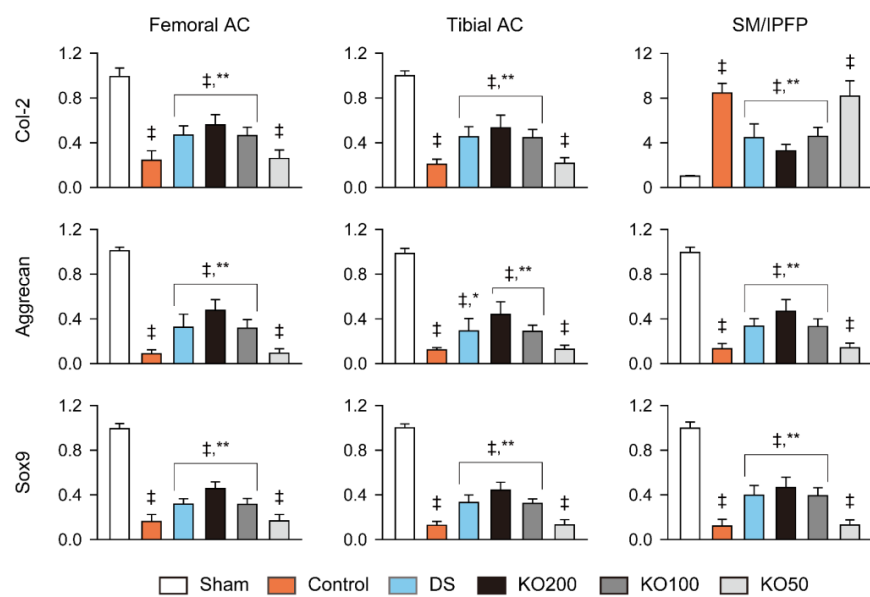 Femoral AC Tibial AC SM/IPFP
Col-2
1.2 0.8 0.4 0.0
‡ ‡,** ‡
1.2 0.8 0.4 0.0
‡ ‡,** ‡
12 8 4 0
‡ ‡,** ‡
Aggrecan
1.2 0.8 0.4 0.0
‡ ‡,** ‡
1.2 0.8 0.4 0.0
‡ ‡,* ‡,** ‡
1.2 0.8 0.4 0.0
‡ ‡,** ‡
Sox9
1.2 0.8 0.4 0.0
‡ ‡,** ‡
1.2 0.8 0.4 0.0
‡ ‡,** ‡
1.2 0.8 0.4 0.0
‡ ‡,** ‡
Sham Control DS KO200 KO100 KO50